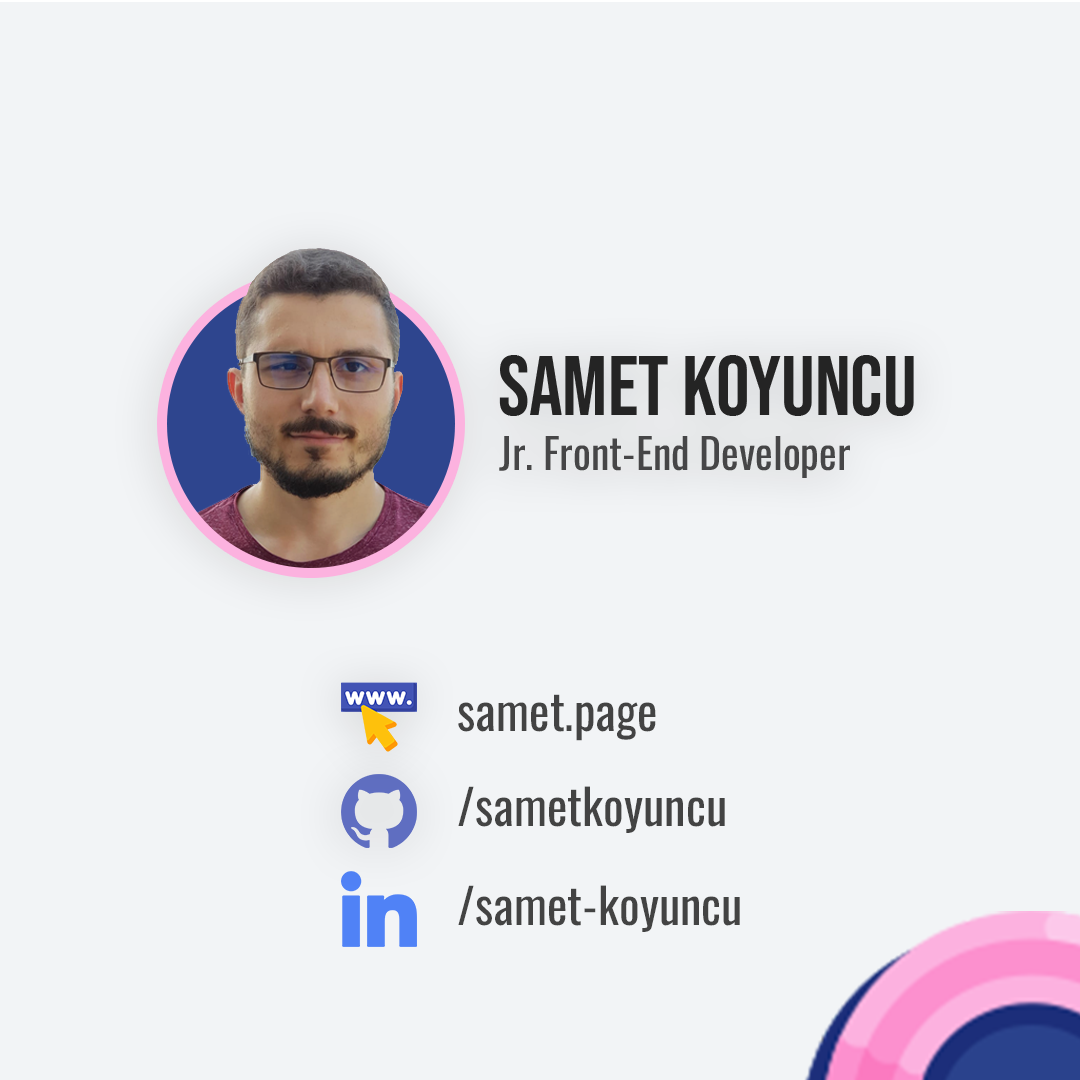 SAMET KOYUNCU
Jr. Front-End Developer
www.
samet.page
/sametkoyuncu
in
/samet-koyuncu